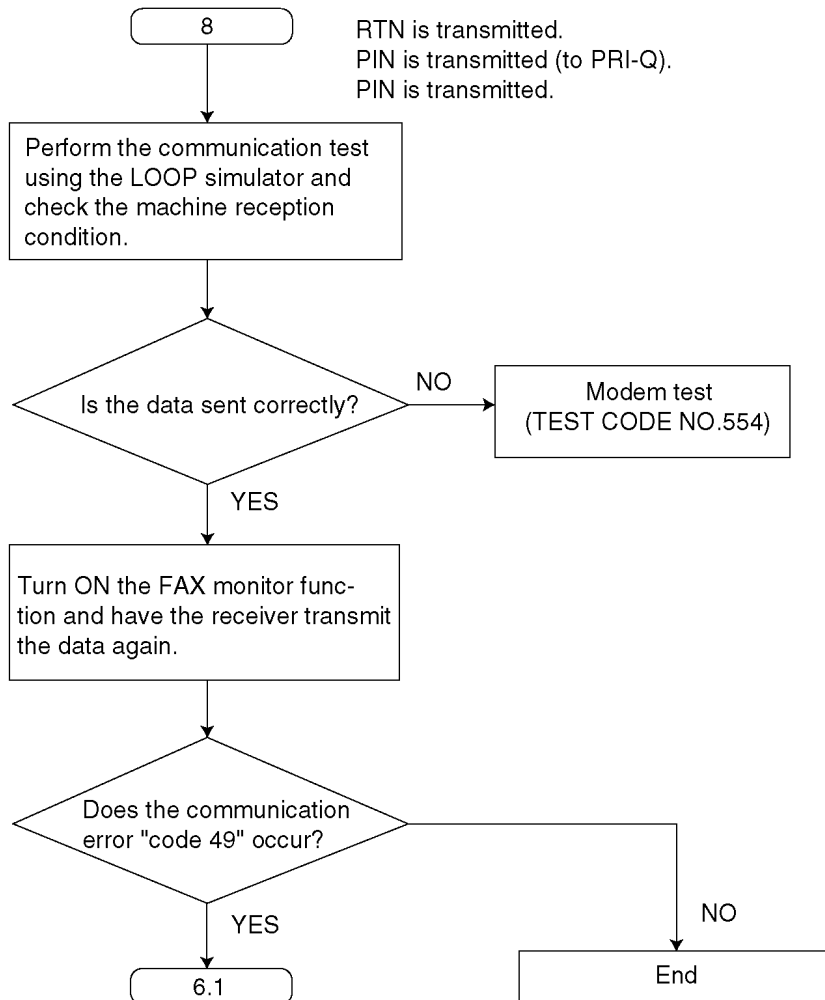 8
RTN is transmitted.
PIN is transmitted (to PRI-Q).
PIN is transmitted.
Perform the communication test
using the LOOP simulator and
check the machine reception
condition.
Is the data sent correctly?
NO
Modem test
(TEST CODE NO.554)
YES
Turn ON the FAX monitor func-
tion and have the receiver transmit
the data again.
Does the communication
error "code 49" occur?
YES
NO
6.1
End